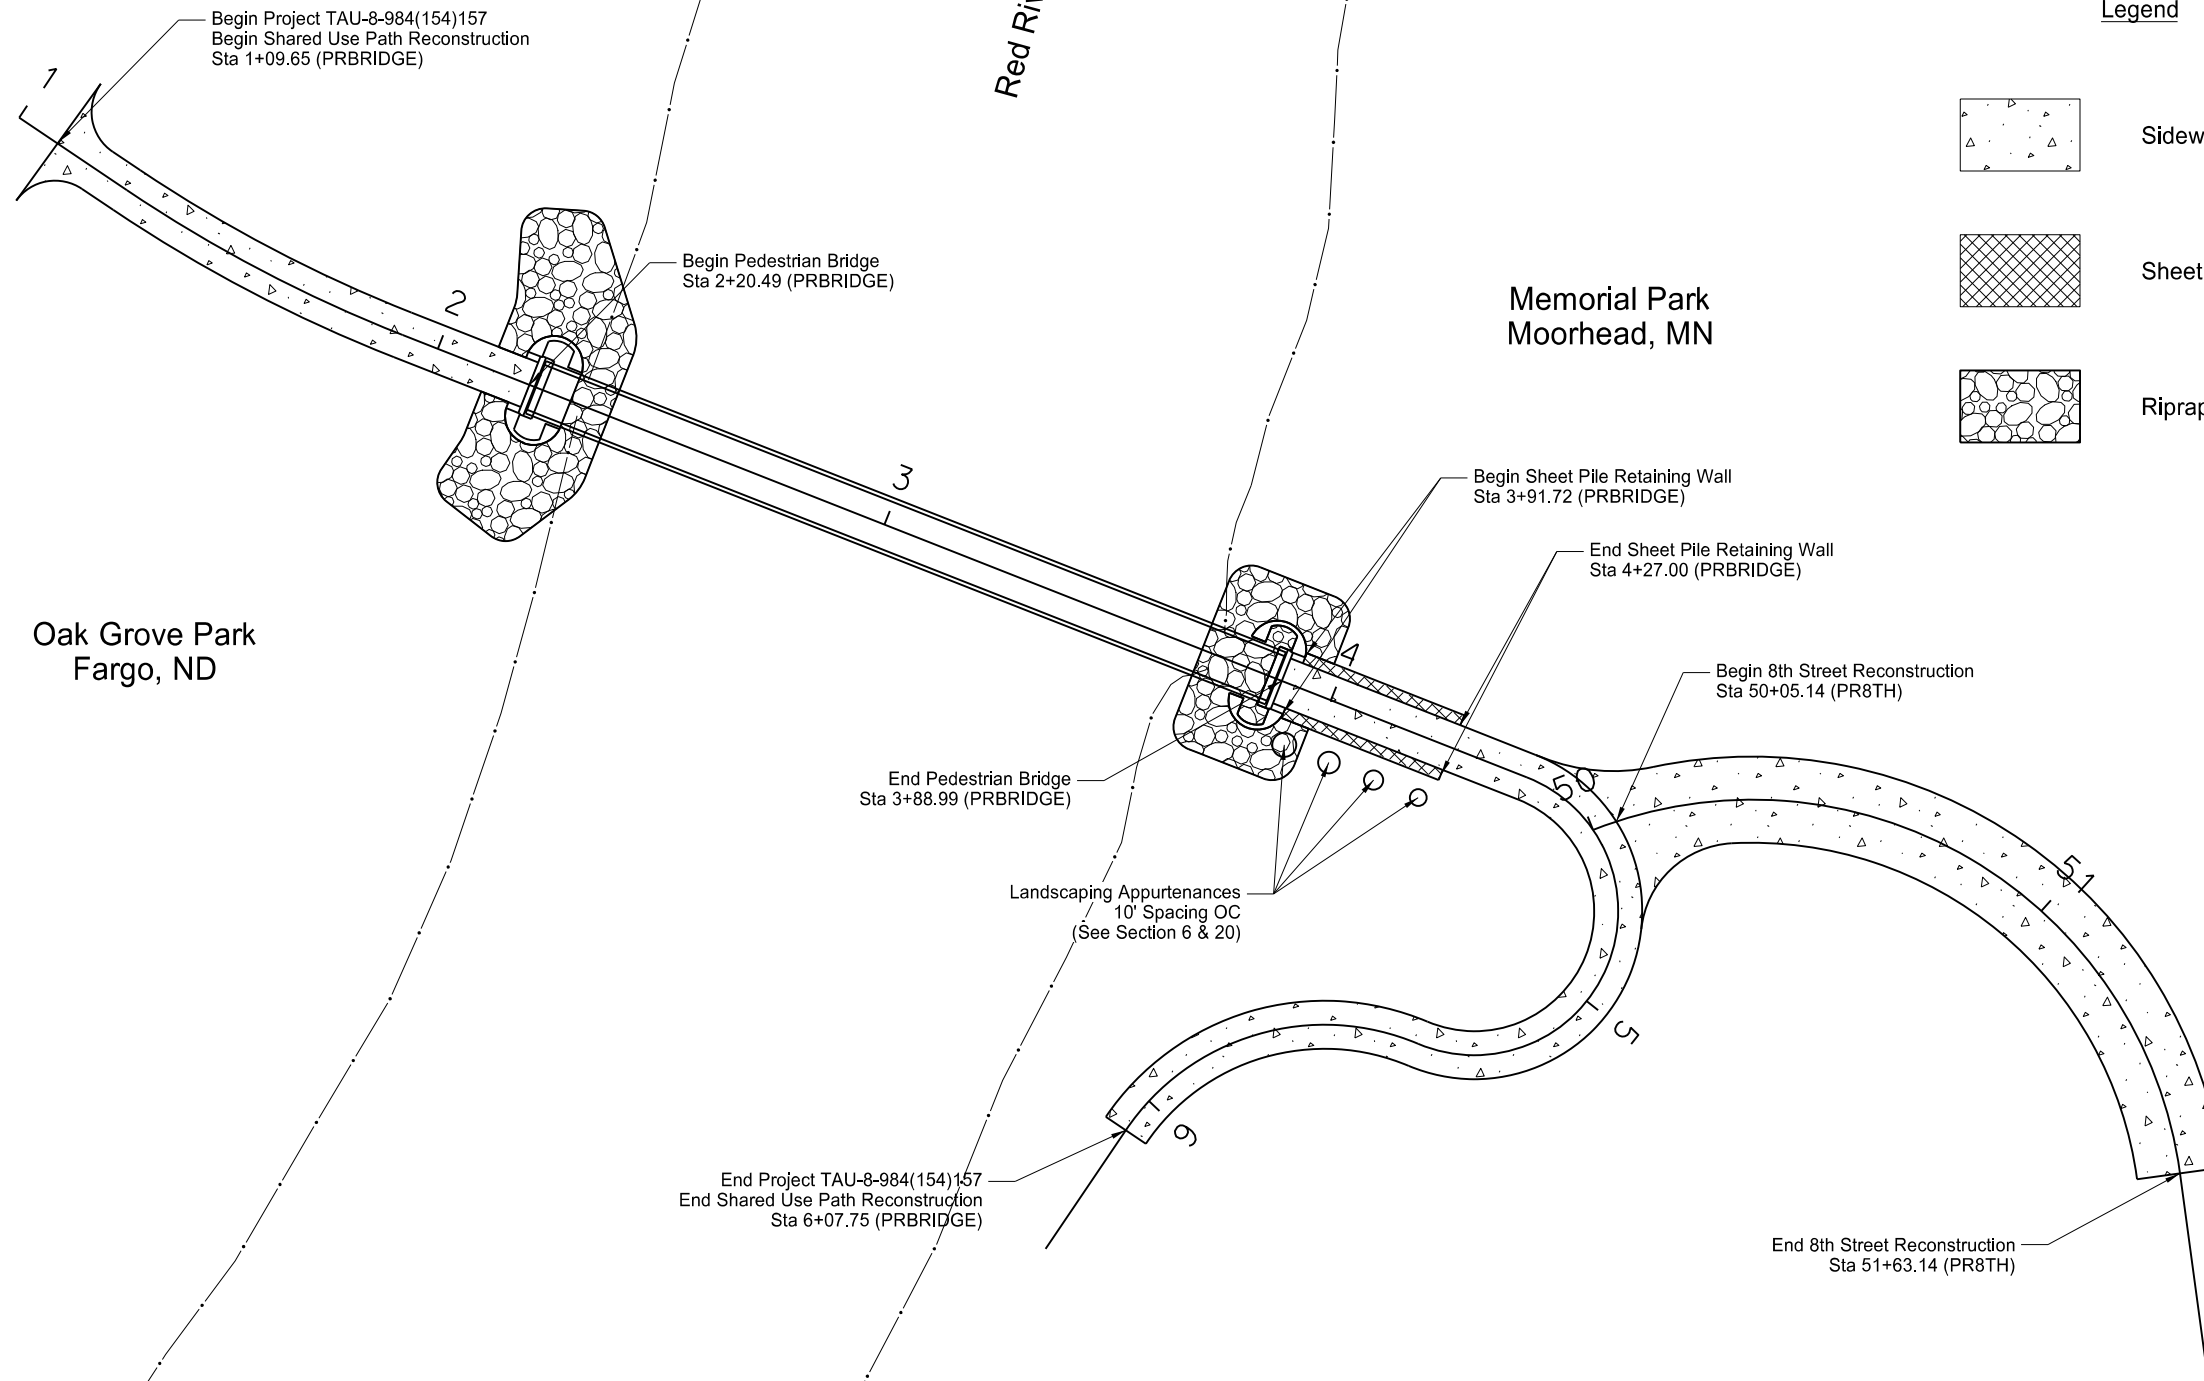 Begin Project TAU-8-984(154)157
Begin Shared Use Path Reconstruction
Sta 1+09.65 (PRBRIDGE)
Red
Legend
1
Begin Pedestrian Bridge
Sta 2+20.49 (PRBRIDGE)
2
Memorial Park
Moorhead, MN
Sheet
Riprap
3
Begin Sheet Pile Retaining Wall
Sta 3+91.72 (PRBRIDGE)
End Sheet Pile Retaining Wall
Sta 4+27.00 (PRBRIDGE)
Oak Grove Park
Fargo, ND
4
Begin 8th Street Reconstruction
Sta 50+05.14 (PR8TH)
End Pedestrian Bridge
Sta 3+88.99 (PRBRIDGE)
50
51
Landscaping Appurtenances
10' Spacing OC
(See Section 6 & 20)
5
6
End Project TAU-8-984(154)157
End Shared Use Path Reconstruction
Sta 6+07.75 (PRBRIDGE)
End 8th Street Reconstruction
Sta 51+63.14 (PR8TH)